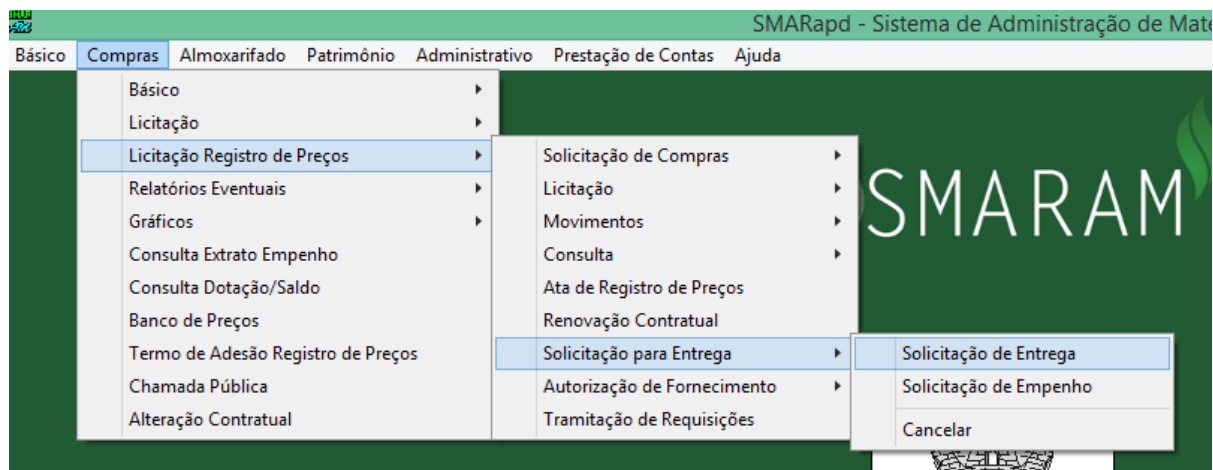 SMARapd - Sistema de Administração de Mate
Básico Compras Almoxarifado Patrimônio Administrativo Prestação de Contas Ajuda
Básico
Licitação
Licitação Registro de Preços
Relatórios Eventuais
Gráficos
Consulta Extrato Empenho
Consulta Dotação/Saldo
Banco de Preços
Termo de Adesão Registro de Preços
Chamada Pública
Alteração Contratual
Solicitação de Compras
Licitação
Movimentos
Consulta
Ata de Registro de Preços
Renovação Contratual
Solicitação para Entrega
Autorização de Fornecimento
Tramitação de Requisições
Solicitação de Entrega
Solicitação de Empenho
Cancelar
SMARAM